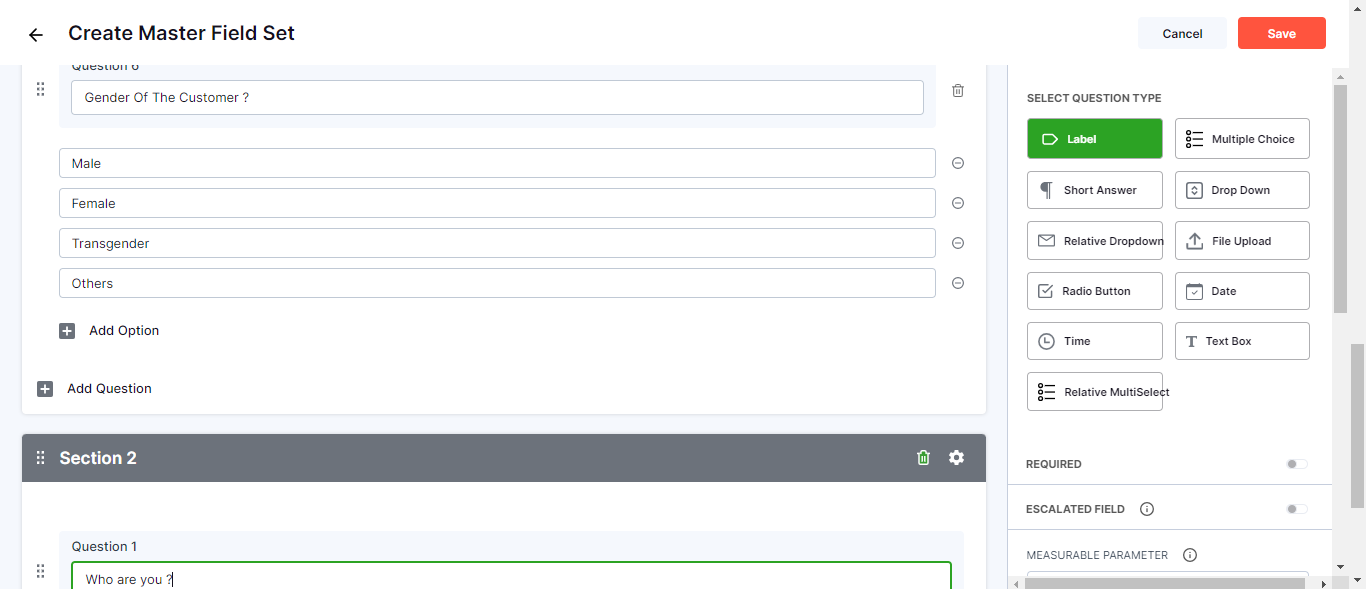 Create Master Field Set
Cancel
Save
Question 6
Gender Of The Customer ?
Male
Female
Transgender
Others
Add Option
Add Question
Section 2
Question 1
Who are you ?
SELECT QUESTION TYPE
Label
Multiple Choice
Short Answer
Drop Down
Relative Dropdown
File Upload
Radio Button
Date
Time
Text Box
Relative MultiSelect
REQUIRED
ESCALATED FIELD
MEASURABLE PARAMETER